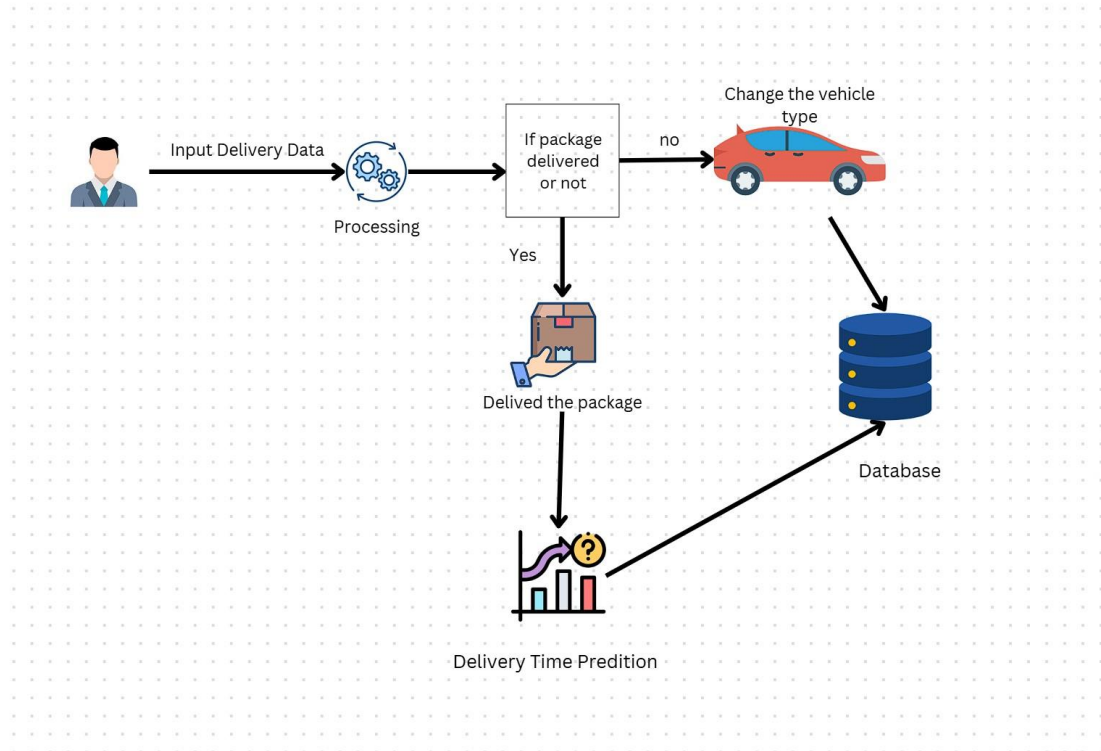 Change the vehicle
type
Input Delivery Data
If package
delivered
or not
no
Processing
Yes
Delived the package
Database
Delivery Time Predition